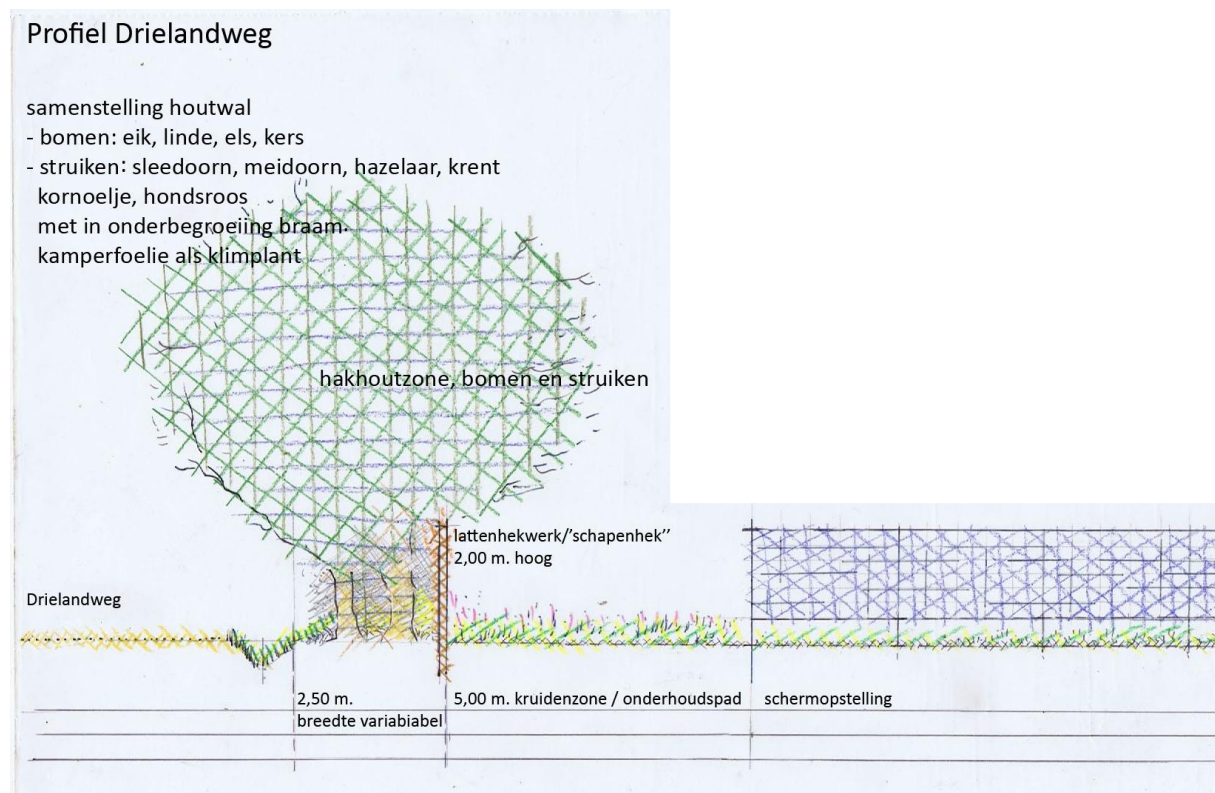 Profiel Drielandweg
samenstelling houtwal
- bomen: eik, linde, els, kers
- struiken: sleedoorn, meidoorn, hazelaar, krent
kornoelje, hondsroos
met in onderbegroeiing braam.
kamperfoelie als klimplant
hakhoutzone, bomen en struiken
lattenhekwerk/’schapenhek’’
2,00 m. hoog
Drielandweg
2,50 m.
breedte variabiabel
5,00 m. kruidenzone / onderhoudspad
schermopstelling